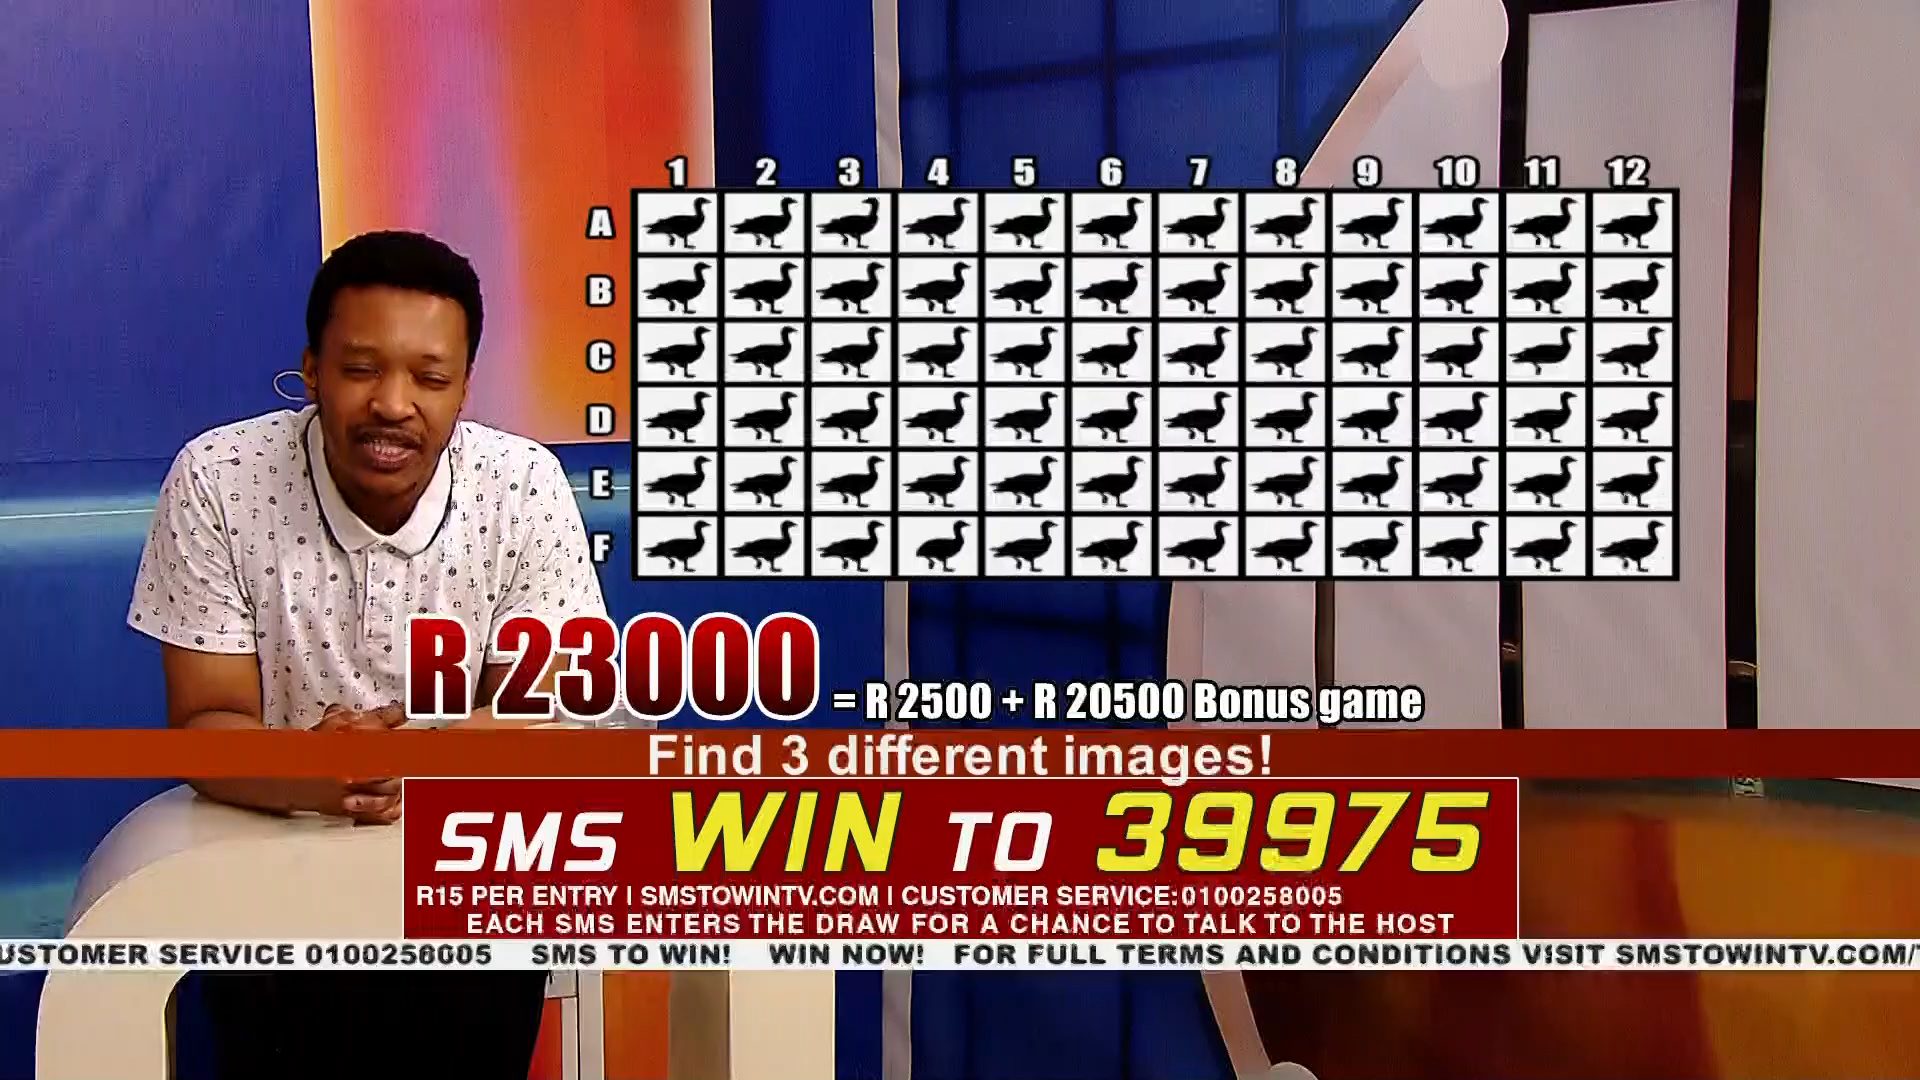 1 2 3 4 5 6 7 8 9 10 11 12
A
B
C
D
E
F
R 23000 = R 2500 + R 20500 Bonus game
Find 3 different images!
SMS WIN TO 39975
R15 PER ENTRY | SMSTOWINTV.COM | CUSTOMER SERVICE:0100258005
EACH SMS ENTERS THE DRAW FOR A CHANCE TO TALK TO THE HOST
USTOMER SERVICE 0100258005 SMS TO WIN! WIN NOW! FOR FULL TERMS AND CONDITIONS VISIT SMSTOWINTV.COM/